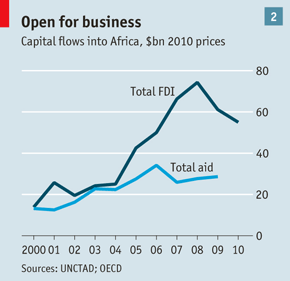 Open for business
2
Capital flows into Africa, $bn 2010 prices
80
Total FDI
60
40
Total aid
20
0
2000 01 02 03 04 05 06 07 08 09 10
Sources: UNCTAD; OECD